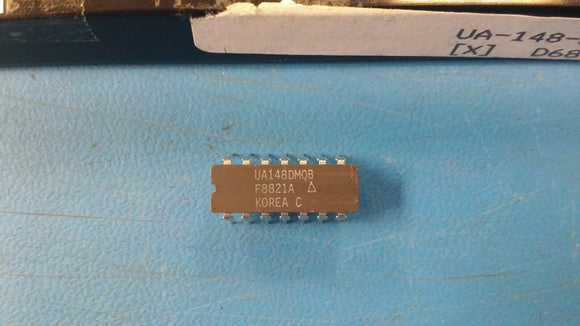 UA-148-
[X] D68
UA148DMQB
F8821A △
KOREA C